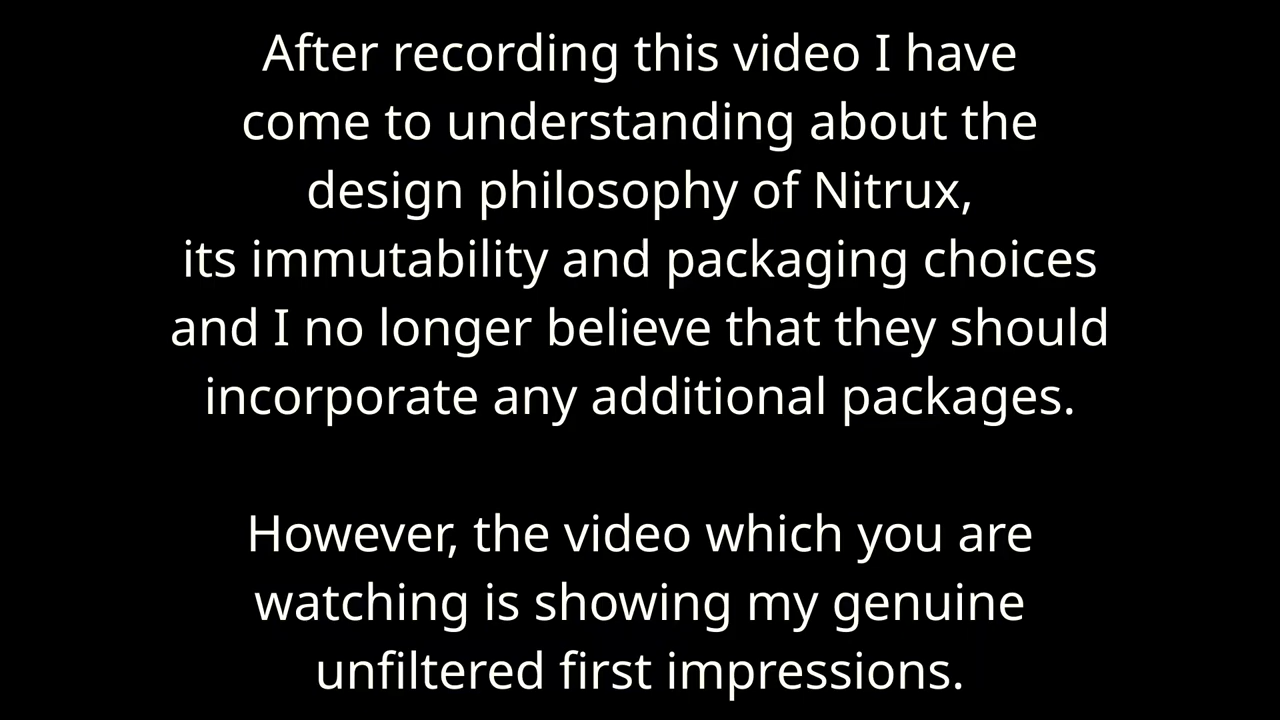 After recording this video I have
come to understanding about the
design philosophy of Nitrux,
its immutability and packaging choices
and I no longer believe that they should
incorporate any additional packages.
However, the video which you are
watching is showing my genuine
unfiltered first impressions.